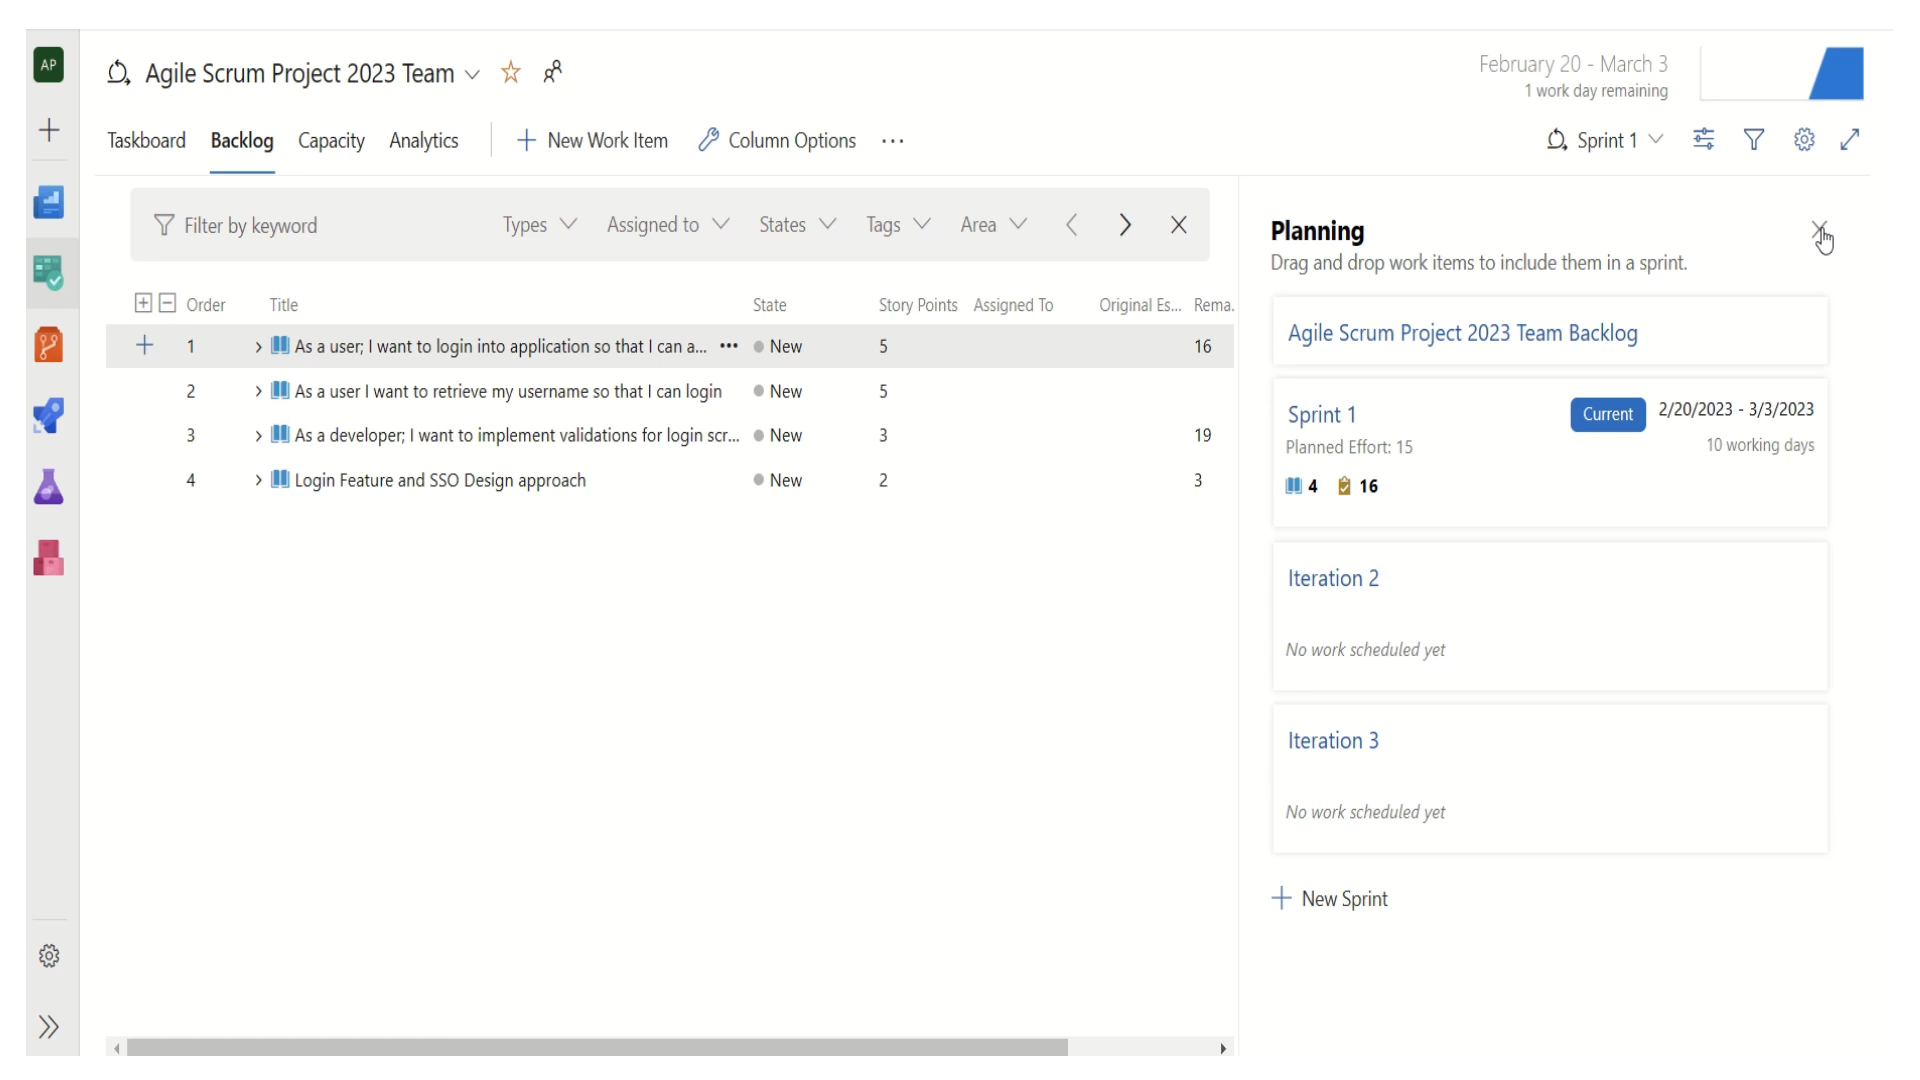 AP
Agile Scrum Project 2023 Team
February 20 - March 3
1 work day remaining
Taskboard Backlog Capacity Analytics New Work Item Column Options ...
Sprint 1
Filter by keyword Types Assigned to States Tags Area
Order Title State Story Points Assigned To Original Es... Rema.
1 As a user; I want to login into application so that I can a... ••• New 5 16
2 As a user I want to retrieve my username so that I can login New 5
3 As a developer; I want to implement validations for login scr... New 3 19
4 Login Feature and SSO Design approach New 2 3
Planning
Drag and drop work items to include them in a sprint.
Agile Scrum Project 2023 Team Backlog
Sprint 1 Current 2/20/2023 - 3/3/2023
Planned Effort: 15 10 working days
4 16
Iteration 2
No work scheduled yet
Iteration 3
No work scheduled yet
New Sprint